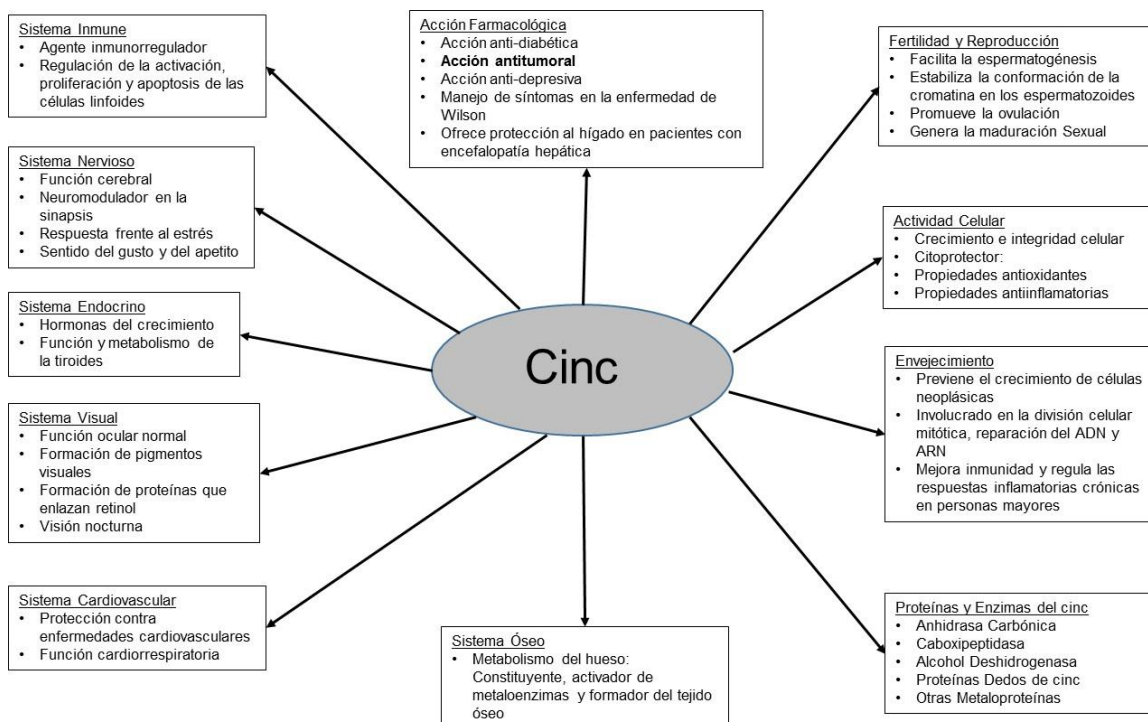 Sistema Inmune
• Agente inmunorregulador
• Regulación de la activación,
proliferación y apoptosis de las
células linfoides
Acción Farmacológica
• Acción anti-diabética
• Acción antitumoral
• Acción anti-depresiva
• Manejo de síntomas en la enfermedad de
Wilson
• Ofrece protección al hígado en pacientes con
encefalopatía hepática
Fertilidad y Reproducción
• Facilita la espermatogénesis
• Estabiliza la conformación de la
cromatina en los espermatozoides
• Promueve la ovulación
• Genera la maduración Sexual
Sistema Nervioso
• Función cerebral
• Neuromodulador en la
sinapsis
• Respuesta frente al estrés
• Sentido del gusto y del apetito
Actividad Celular
• Crecimiento e integridad celular
• Citoprotector:
• Propiedades antioxidantes
• Propiedades antiinflamatorias
Sistema Endocrino
• Hormonas del crecimiento
• Función y metabolismo de
la tiroides
Cinc
Envejecimiento
• Previene el crecimiento de células
neoplásicas
• Involucrado en la división celular
mitótica, reparación del ADN y
ARN
• Mejora inmunidad y regula las
respuestas inflamatorias crónicas
en personas mayores
Sistema Visual
• Función ocular normal
• Formación de pigmentos
visuales
• Formación de proteínas que
enlazan retinol
• Visión nocturna
Sistema Cardiovascular
• Protección contra
enfermedades cardiovasculares
• Función cardiorrespiratoria
Sistema Óseo
• Metabolismo del hueso:
Constituyente, activador de
metaloenzimas y formador del tejido
óseo
Proteínas y Enzimas del cinc
• Anhidrasa Carbónica
• Caboxipeptidasa
• Alcohol Deshidrogenasa
• Proteínas Dedos de cinc
• Otras Metaloproteínas